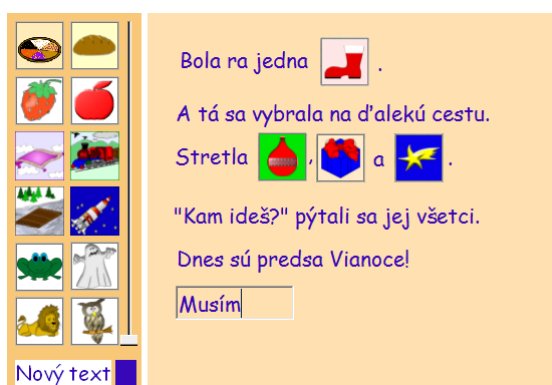 Bola ra jedna .
A tá sa vybrala na ďalekú cestu.
Stretla , a .
"Kam ideš?" pýtali sa jej všetci.
Dnes sú predsa Vianoce!
Musím
Nový text